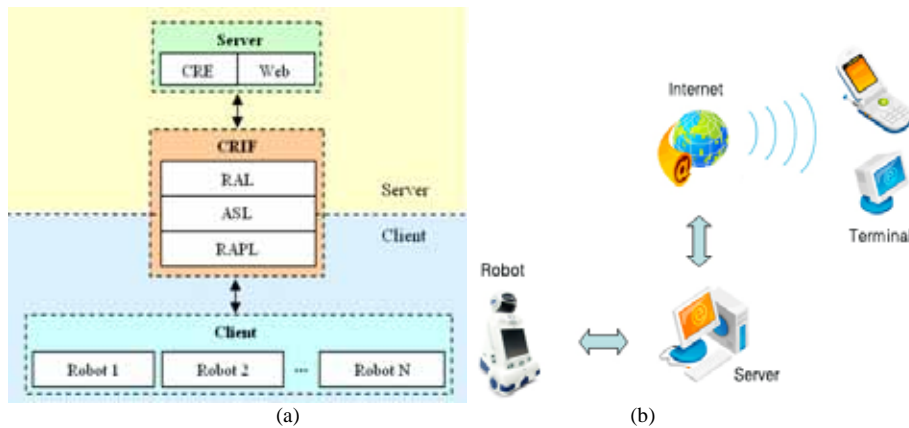 Server
CRE Web
CRIF
RAL
ASL
RAPL
Server
Client
Client
Robot 1 Robot 2 ... Robot N
(a)
Internet
Terminal
Robot
Server
(b)